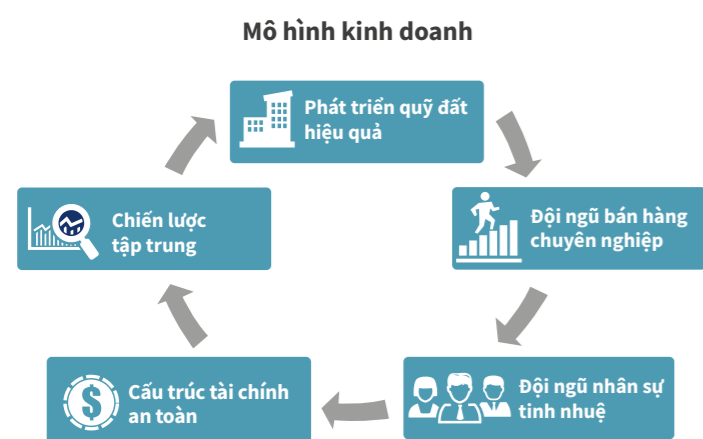 Mô hình kinh doanh
Phát triển quỹ đất
hiệu quả
Đội ngũ bán hàng
chuyên nghiệp
Đội ngũ nhân sự
tinh nhuệ
Cấu trúc tài chính
an toàn
Chiến lược
tập trung